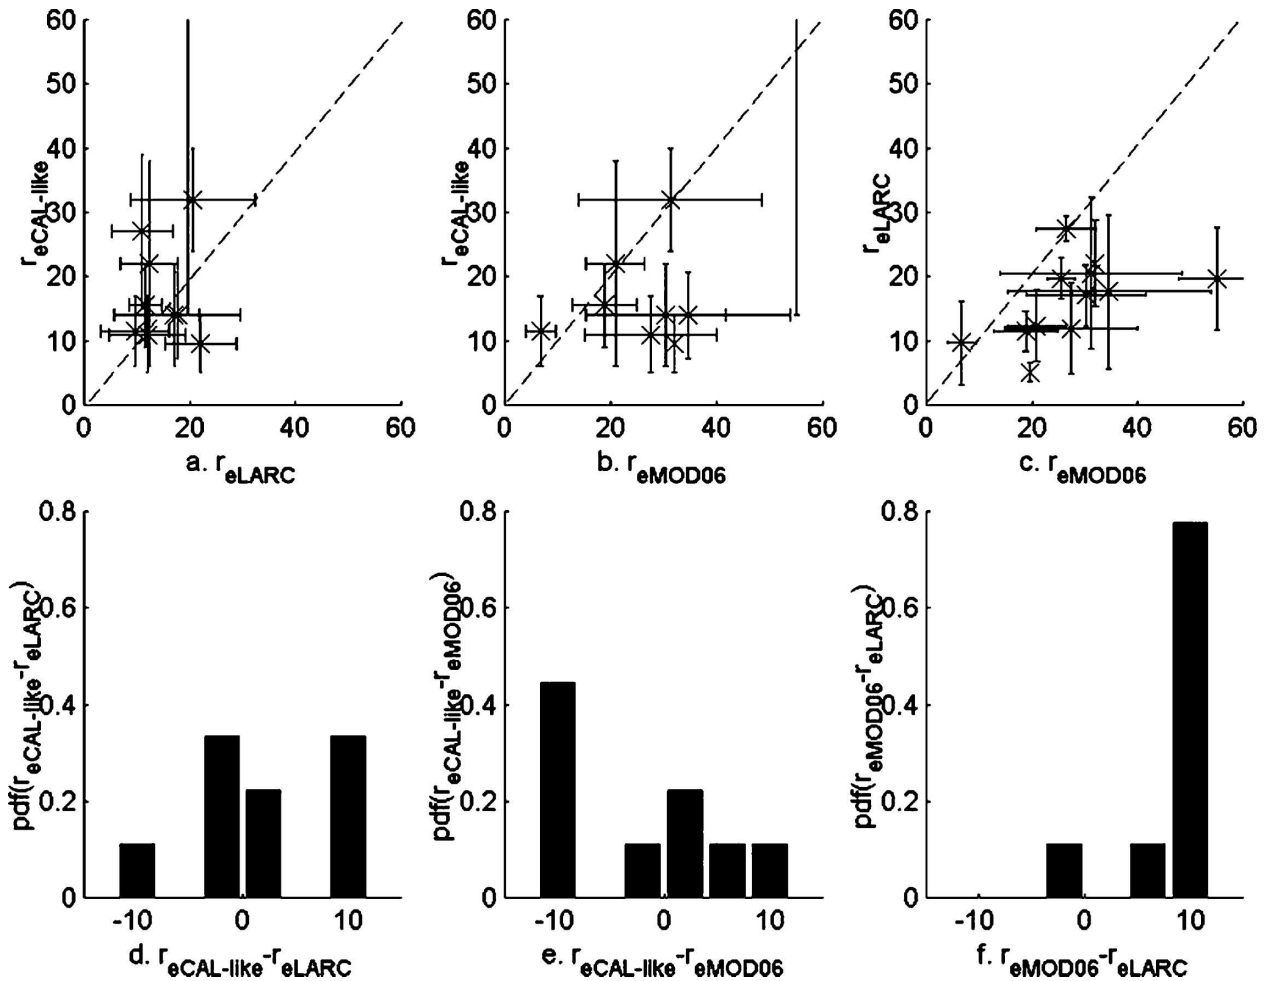 60
50
40
30
20
10
0
r eCAL-like
0 20 40 60
a. r eLARC
60
50
40
30
20
10
0
r eCAL-like
0 20 40 60
b. r eMOD06
60
50
40
30
20
10
0
r eLARC
0 20 40 60
c. r eMOD06
0.8
0.6
0.4
0.2
0
pdf(r eCAL-like-r eLARC)
-10 0 10
d. r eCAL-like-r eLARC
0.8
0.6
0.4
0.2
0
pdf(r eCAL-like-r eMOD06)
-10 0 10
e. r eCAL-like-r eMOD06
0.8
0.6
0.4
0.2
0
pdf(r eMOD06-r eLARC)
-10 0 10
f. r eMOD06-r eLARC